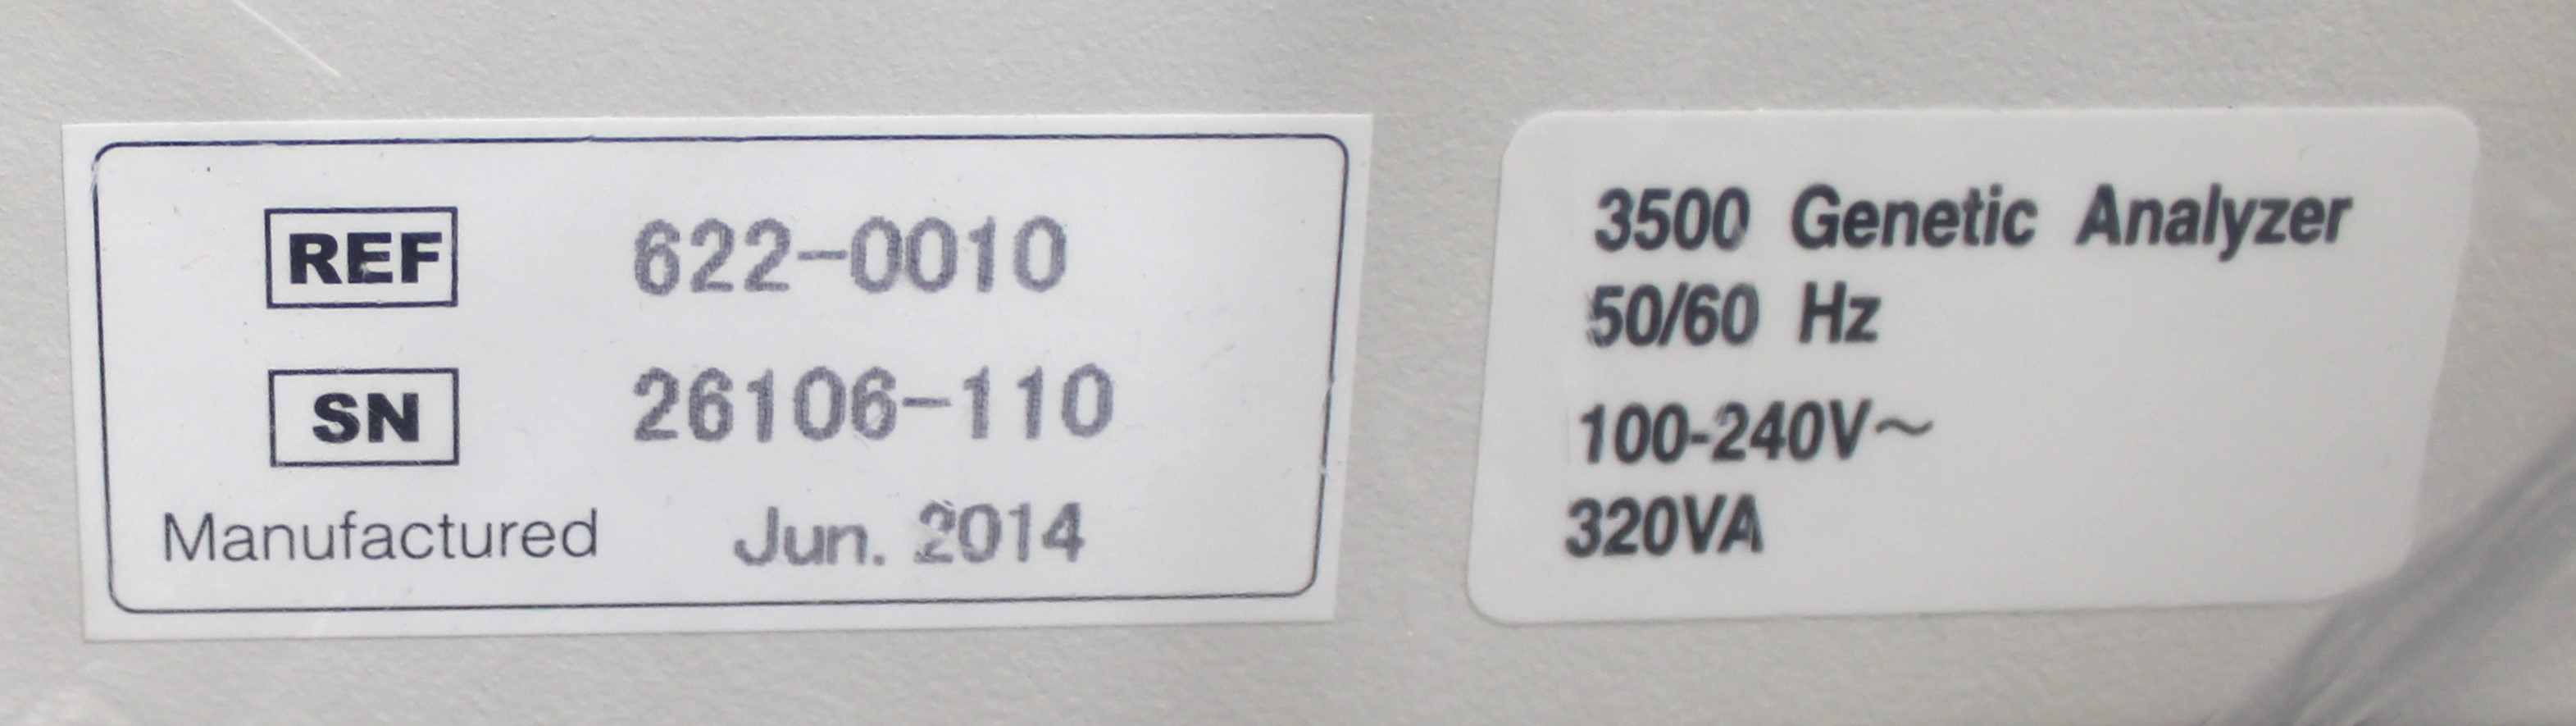 REF 622-0010
SN 26106-110
Manufactured Jun. 2014
3500 Genetic Analyzer
50/60 Hz
100-240V~
320VA